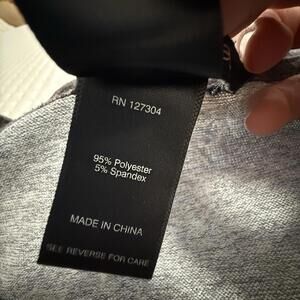 RN 127304
95% Polyester
5% Spandex
MADE IN CHINA
SEE REVERSE FOR CARE